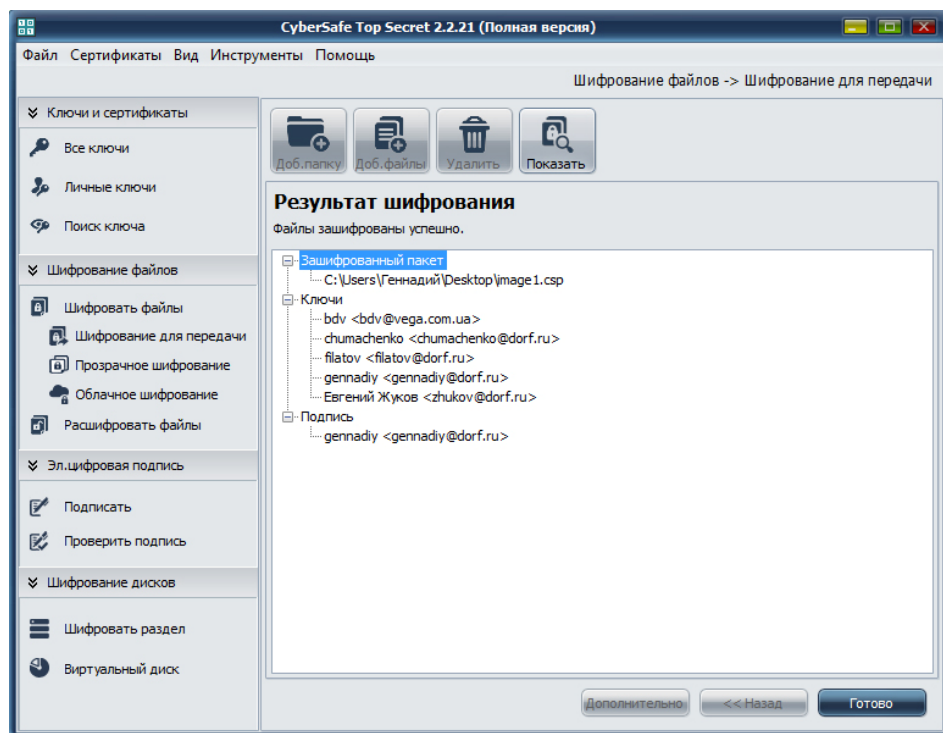 CyberSafe Top Secret 2.2.21 (Полная версия)
Файл Сертификаты Вид Инструменты Помощь
Шифрование файлов -> Шифрование для передачи
Ключи и сертификаты
Все ключи
Личные ключи
Поиск ключа
Шифрование файлов
Шифровать файлы
Шифрование для передачи
Прозрачное шифрование
Облачное шифрование
Расшифровать файлы
Эл.цифровая подпись
Подписать
Проверить подпись
Шифрование дисков
Шифровать раздел
Виртуальный диск
Доб.папку Доб.файлы Удалить Показать
Результат шифрования
Файлы зашифрованы успешно.
Зашифрованный пакет
C:\Users\Геннадий\Desktop\image1.csp
Ключи
bdv <bdv@vega.com.ua>
chumachenko <chumachenko@dorf.ru>
filatov <filatov@dorf.ru>
gennadiy <gennadiy@dorf.ru>
Евгений Жуков <zhukov@dorf.ru>
Подпись
gennadiy <gennadiy@dorf.ru>
Дополнительно << Назад Готово